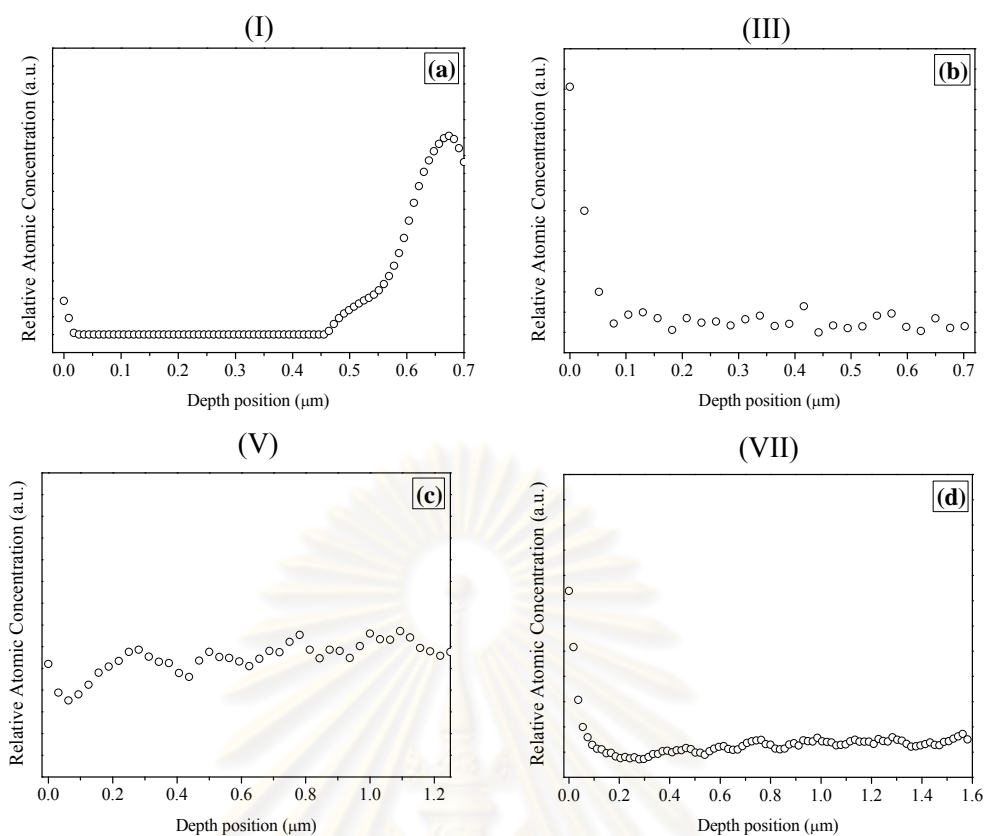 (I)
(III)
(a)
(b)
Relative Atomic Concentration (a.u.)
Relative Atomic Concentration (a.u.)
0.0 0.1 0.2 0.3 0.4 0.5 0.6 0.7
0.0 0.1 0.2 0.3 0.4 0.5 0.6 0.7
Depth position (μm)
Depth position (μm)
(V)
(VII)
(c)
(d)
Relative Atomic Concentration (a.u.)
Relative Atomic Concentration (a.u.)
0.0 0.2 0.4 0.6 0.8 1.0 1.2
0.0 0.2 0.4 0.6 0.8 1.0 1.2 1.4 1.6
Depth position (μm)
Depth position (μm)